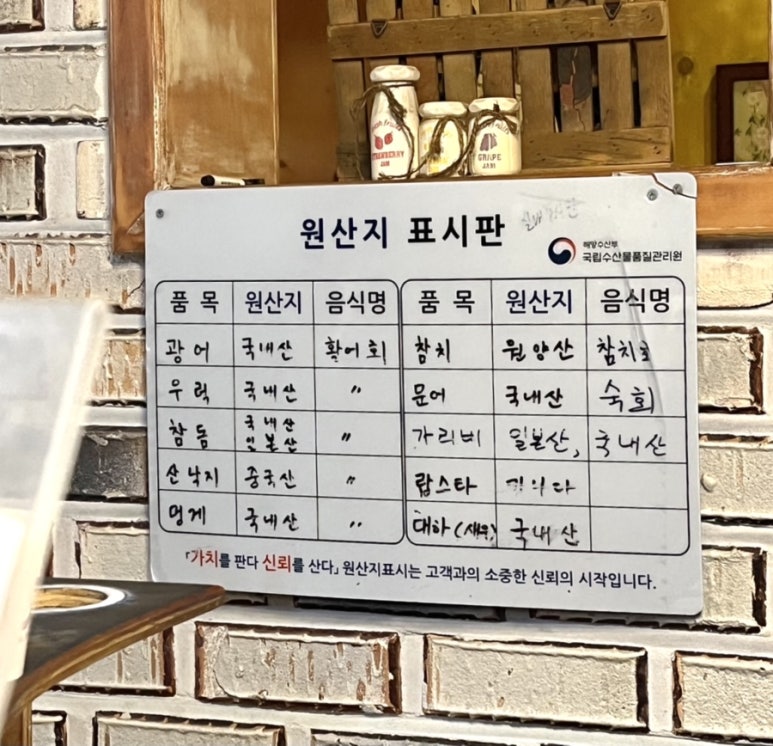 STRAWBERRY
JAM
GRAPE
JAM
원산지 표시판
해양수산부
국립수산물품질관리원
품 목 원산지 음식명 품 목 원산지 음식명
광어 국내산 활어회 참치 원양산 참치회
우럭 국내산 〃 문어 국내산 숙회
참돔 국내산 일본산 〃 가리비 일본산, 국내산
산낙지 중국산 〃 랍스타
멍게 국내산 〃 대하(새우) 국내산
「가치를 판다 신뢰를 산다」 원산지표시는 고객과의 소중한 신뢰의 시작입니다.